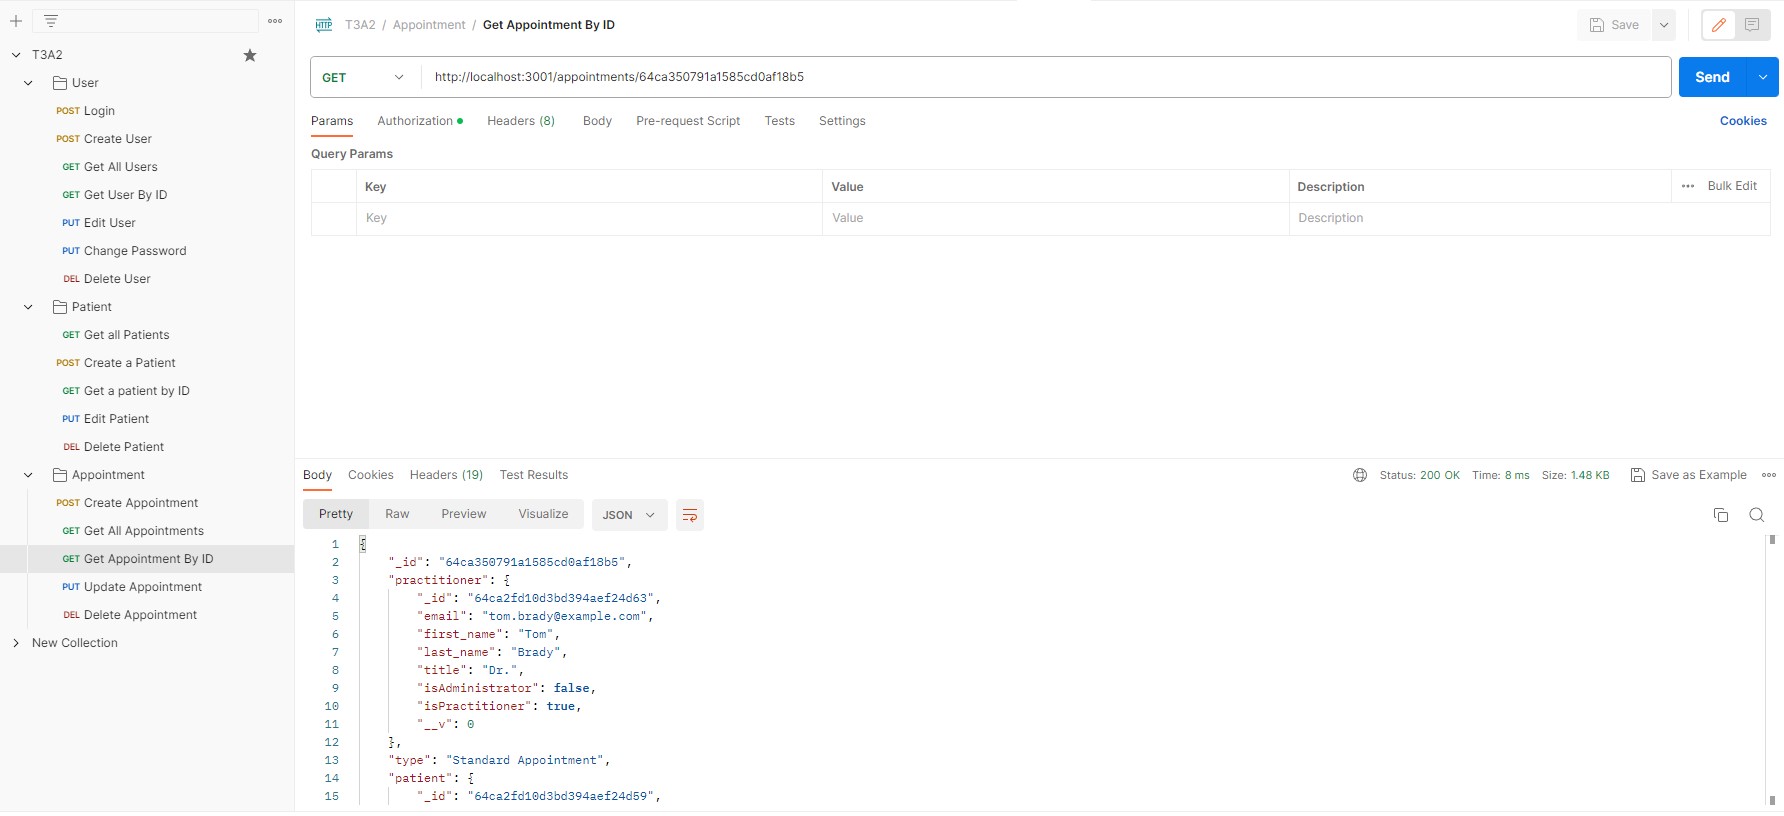 T3A2
User
POST Login
POST Create User
GET Get All Users
GET Get User By ID
PUT Edit User
PUT Change Password
DEL Delete User
Patient
GET Get all Patients
POST Create a Patient
GET Get a patient by ID
PUT Edit Patient
DEL Delete Patient
Appointment
POST Create Appointment
GET Get All Appointments
GET Get Appointment By ID
PUT Update Appointment
DEL Delete Appointment
New Collection
HTTP T3A2 / Appointment / Get Appointment By ID Save
GET http://localhost:3001/appointments/64ca350791a1585cd0af18b5 Send
Params Authorization Headers (8) Body Pre-request Script Tests Settings Cookies
Query Params
Key Value Description Bulk Edit
Key Value Description
Body Cookies Headers (19) Test Results Status: 200 OK Time: 8 ms Size: 1.48 KB Save as Example
Pretty Raw Preview Visualize JSON
1 {
2 "_id": "64ca350791a1585cd0af18b5",
3 "practitioner": {
4 "_id": "64ca2fd10d3bd394aef24d63",
5 "email": "tom.brady@example.com",
6 "first_name": "Tom",
7 "last_name": "Brady",
8 "title": "Dr.",
9 "isAdministrator": false,
10 "isPractitioner": true,
11 "__v": 0
12 },
13 "type": "Standard Appointment",
14 "patient": {
15 "_id": "64ca2fd10d3bd394aef24d59",